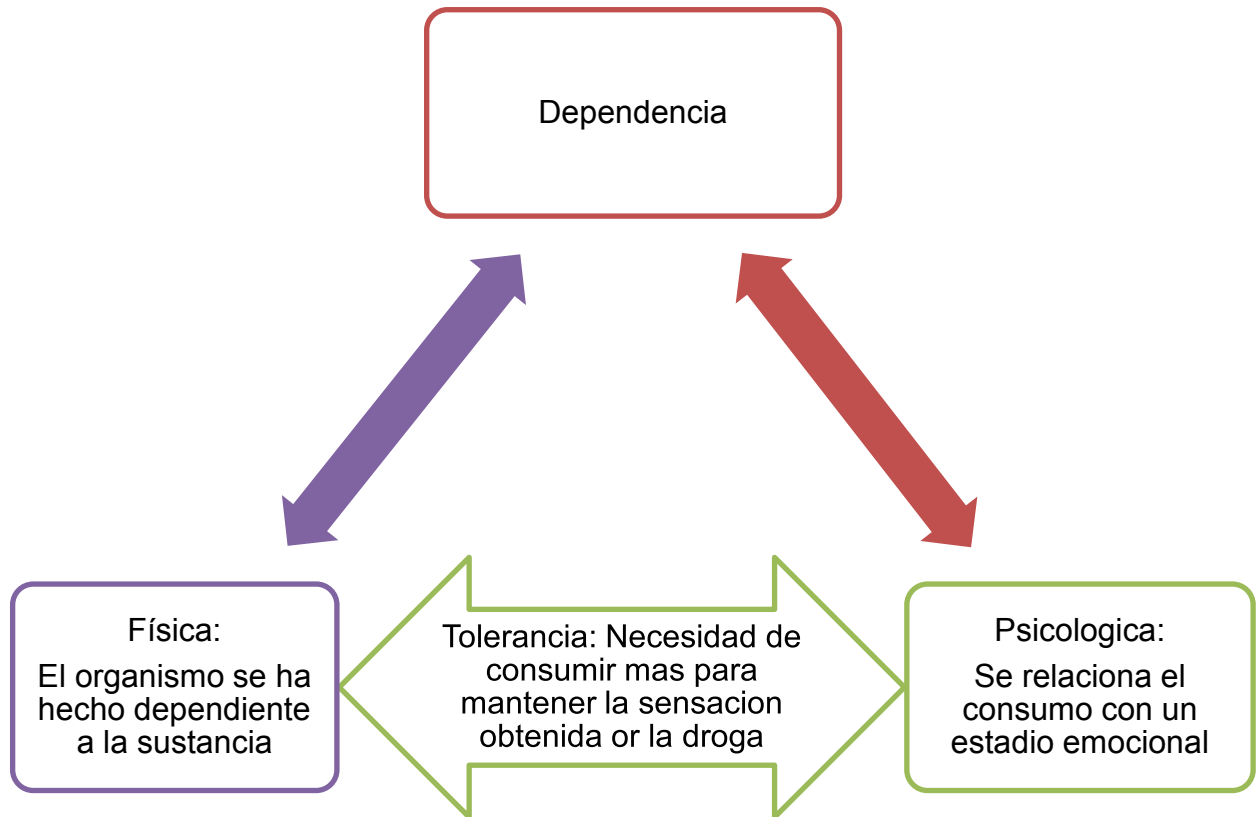 Dependencia
Física:
El organismo se ha
hecho dependiente
a la sustancia
Tolerancia: Necesidad de
consumir mas para
mantener la sensacion
obtenida or la droga
Psicologica:
Se relaciona el
consumo con un
estadio emocional